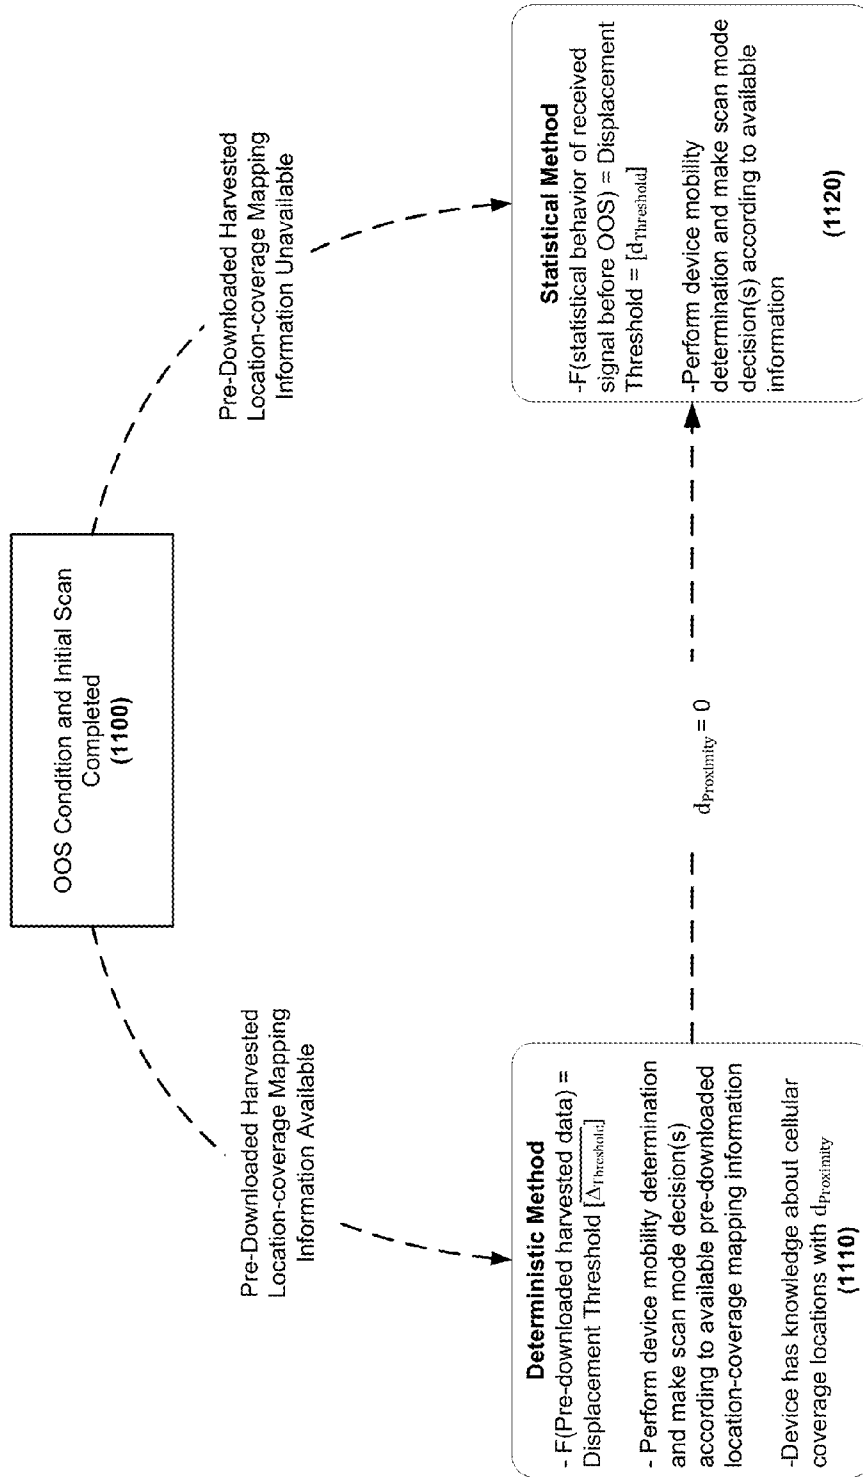 OOS Condition and Initial Scan
Completed
(1100)
Pre-Downloaded Harvested
Location-coverage Mapping
Information Available
Pre-Downloaded Harvested
Location-coverage Mapping
Information Unavailable
Deterministic Method
- F(Pre-downloaded harvested data) =
Displacement Threshold [ΔThreshold]
- Perform device mobility determination
and make scan mode decision(s)
according to available pre-downloaded
location-coverage mapping information
-Device has knowledge about cellular
coverage locations with dProximity
(1110)
dProximity = 0
Statistical Method
-F(statistical behavior of received
signal before OOS) = Displacement
Threshold = [dThreshold]
-Perform device mobility
determination and make scan mode
decision(s) according to available
information
(1120)